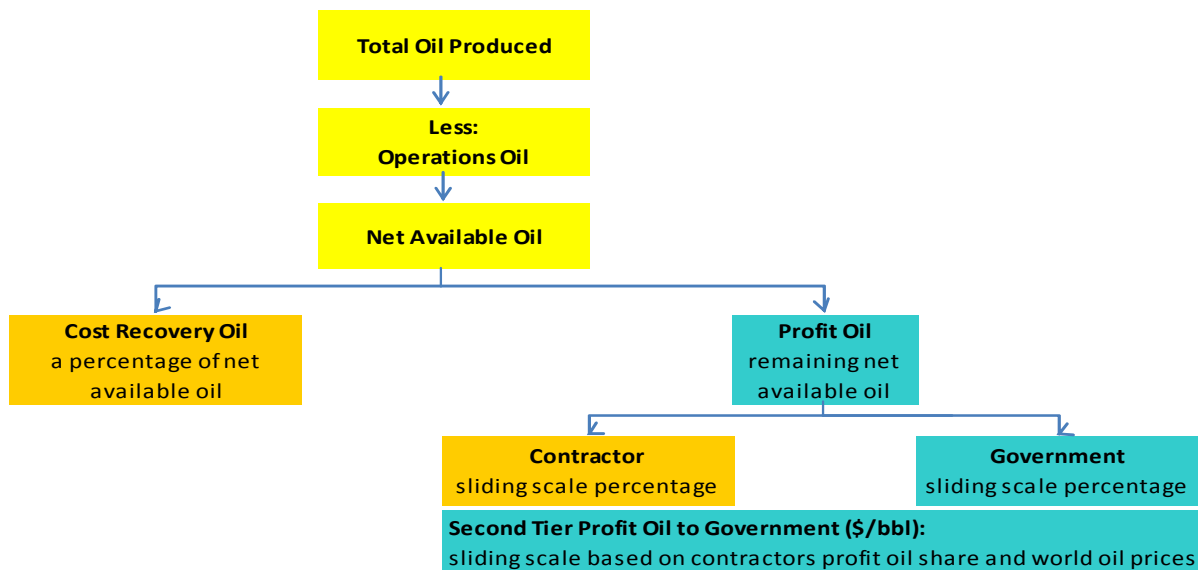 Total Oil Produced
Less:
Operations Oil
Net Available Oil
Cost Recovery Oil
a percentage of net
available oil
Profit Oil
remaining net
available oil
Contractor
sliding scale percentage
Government
sliding scale percentage
Second Tier Profit Oil to Government ($/bbl):
sliding scale based on contractors profit oil share and world oil prices